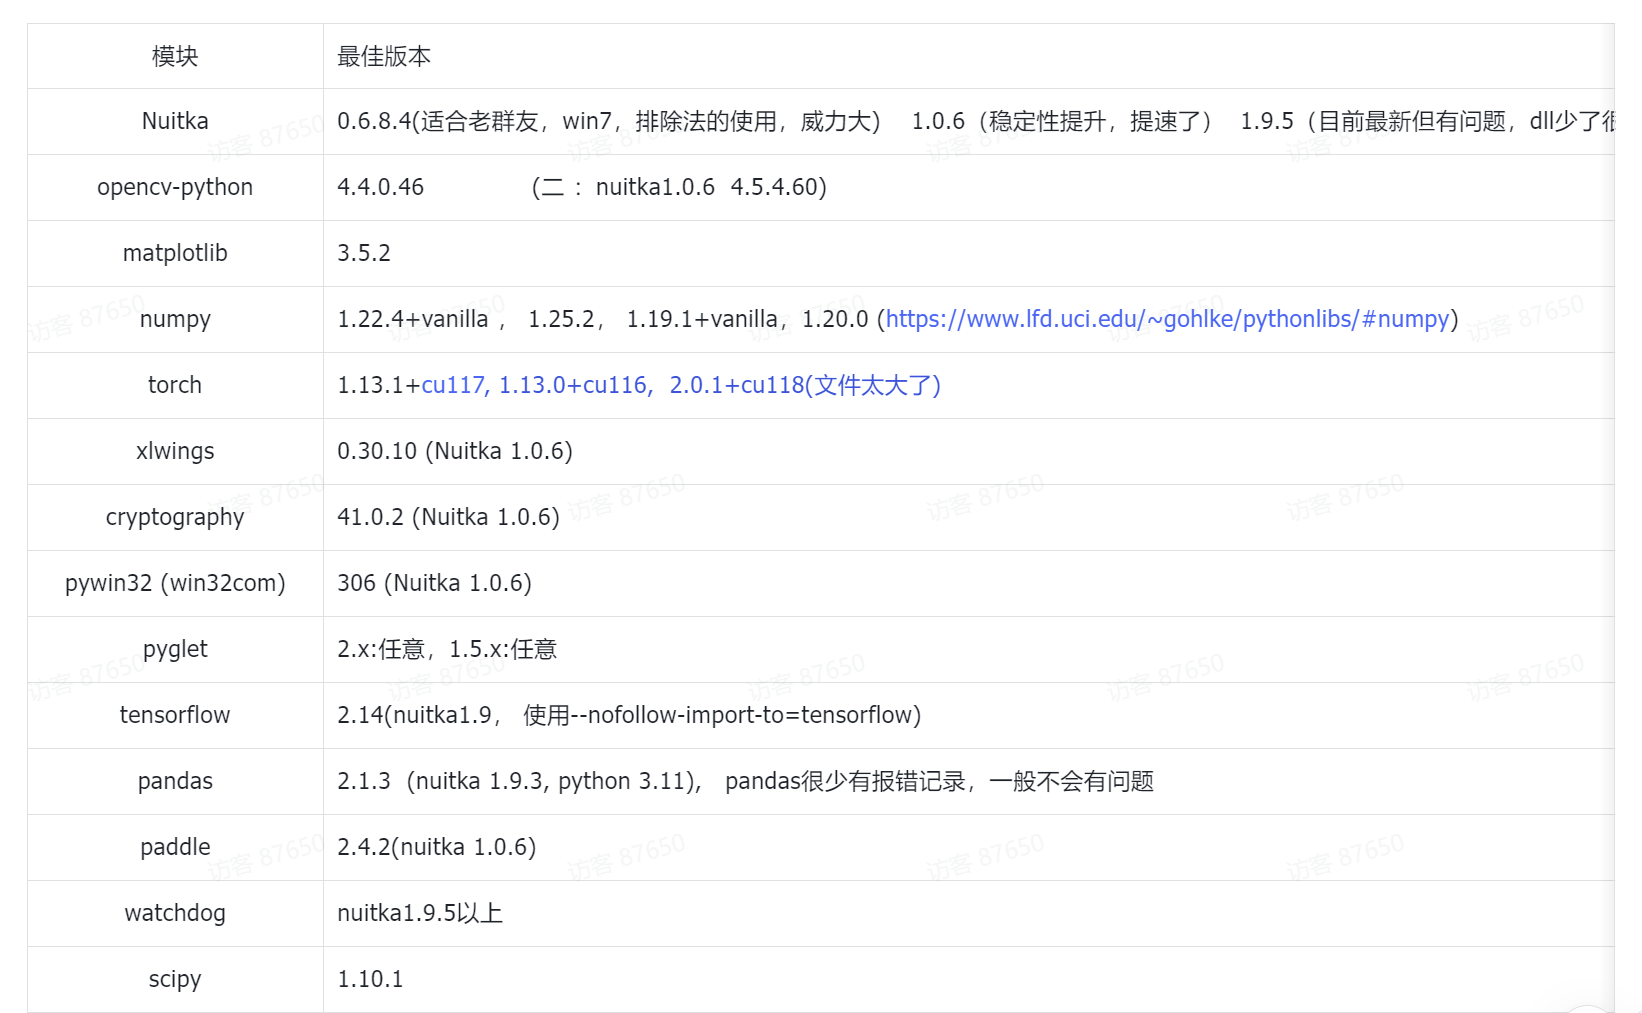 模块 最佳版本
Nuitka 0.6.8.4(适合老群友，win7，排除法的使用，威力大) 1.0.6（稳定性提升，提速了） 1.9.5（目前最新但有问题，dll少了
opencv-python 4.4.0.46 (二： nuitka1.0.6 4.5.4.60)
matplotlib 3.5.2
numpy 1.22.4+vanilla， 1.25.2， 1.19.1+vanilla，1.20.0 (https://www.lfd.uci.edu/~gohlke/pythonlibs/#numpy)
torch 1.13.1+cu117, 1.13.0+cu116，2.0.1+cu118(文件太大了)
xlwings 0.30.10 (Nuitka 1.0.6)
cryptography 41.0.2 (Nuitka 1.0.6)
pywin32 (win32com) 306 (Nuitka 1.0.6)
pyglet 2.x:任意，1.5.x:任意
tensorflow 2.14(nuitka1.9， 使用--nofollow-import-to=tensorflow)
pandas 2.1.3 (nuitka 1.9.3, python 3.11)， pandas很少有报错记录，一般不会有问题
paddle 2.4.2(nuitka 1.0.6)
watchdog nuitka1.9.5以上
scipy 1.10.1
访客 87650